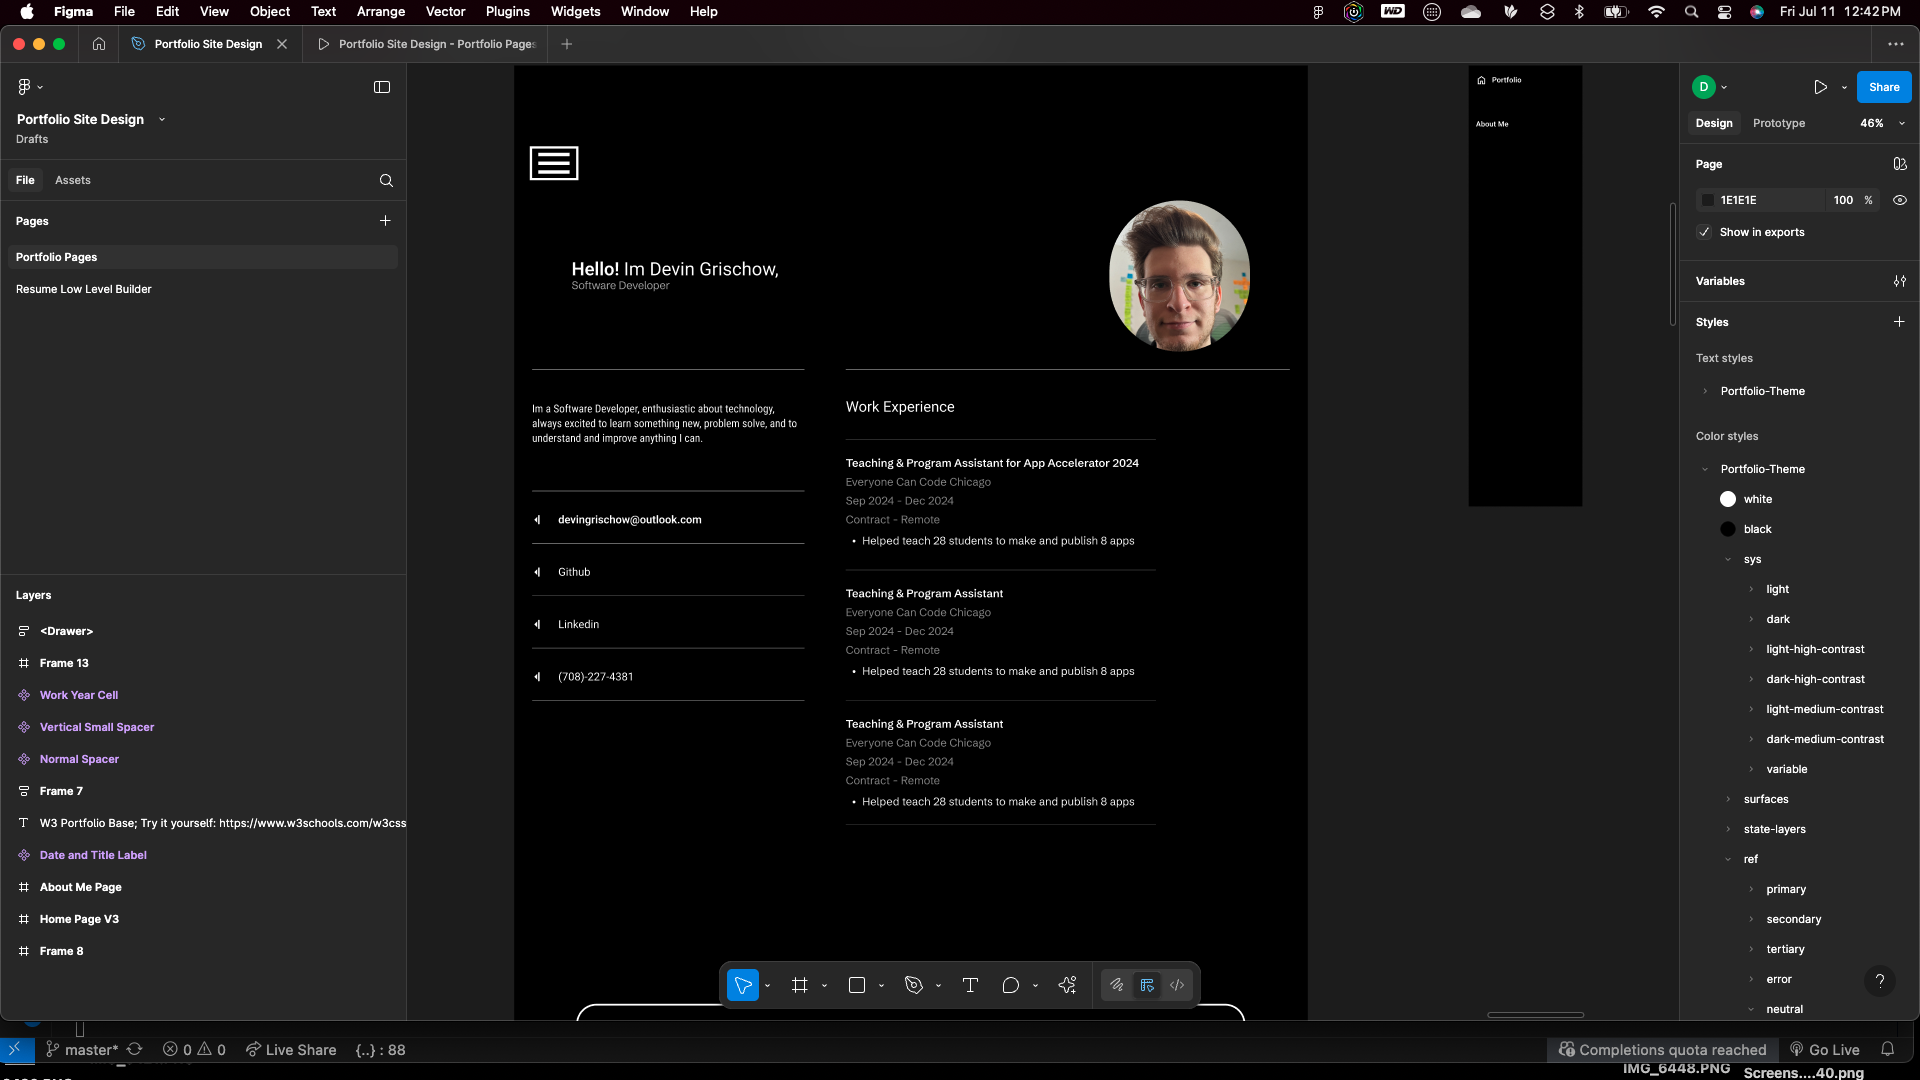 Figma File Edit View Object Text Arrange Vector Plugins Widgets Window Help
WD
Fri Jul 11 12:42 PM
Portfolio Site Design
Portfolio Site Design - Portfolio Pages
Portfolio Site Design
Drafts
File Assets
Pages
Portfolio Pages
Resume Low Level Builder
Layers
<Drawer>
Frame 13
Work Year Cell
Vertical Small Spacer
Normal Spacer
Frame 7
W3 Portfolio Base; Try it yourself: https://www.w3schools.com/w3css
Date and Title Label
About Me Page
Home Page V3
Frame 8
Hello! Im Devin Grischow,
Software Developer
Im a Software Developer, enthusiastic about technology,
always excited to learn something new, problem solve, and to
understand and improve anything I can.
devingrischow@outlook.com
Github
Linkedin
(708)-227-4381
Work Experience
Teaching & Program Assistant for App Accelerator 2024
Everyone Can Code Chicago
Sep 2024 - Dec 2024
Contract - Remote
• Helped teach 28 students to make and publish 8 apps
Teaching & Program Assistant
Everyone Can Code Chicago
Sep 2024 - Dec 2024
Contract - Remote
• Helped teach 28 students to make and publish 8 apps
Teaching & Program Assistant
Everyone Can Code Chicago
Sep 2024 - Dec 2024
Contract - Remote
• Helped teach 28 students to make and publish 8 apps
Portfolio
About Me
D
Share
Design Prototype 46%
Page
1E1E1E 100 %
Show in exports
Variables
Styles
Text styles
Portfolio-Theme
Color styles
Portfolio-Theme
white
black
sys
light
dark
light-high-contrast
dark-high-contrast
light-medium-contrast
dark-medium-contrast
variable
surfaces
state-layers
ref
primary
secondary
tertiary
error
neutral
?
master* 0 0 Live Share {..} : 88
Completions quota reached Go Live
IMG_6448.PNG
Screens....40.png